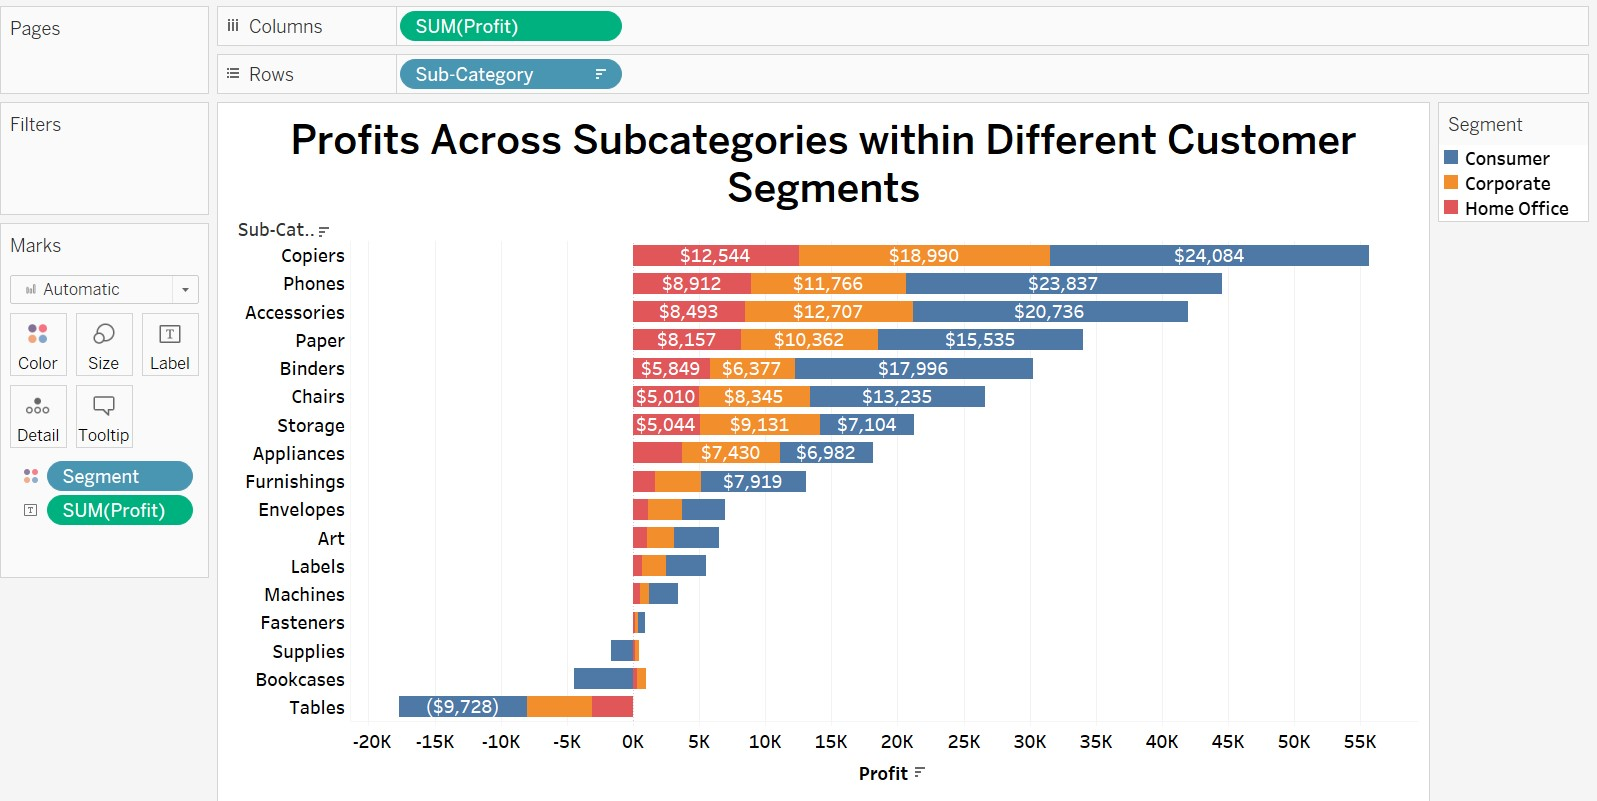 Pages
Columns
SUM(Profit)
Rows
Sub-Category
Filters
Marks
Automatic
Color
Size
Label
Detail
Tooltip
Segment
SUM(Profit)
Profits Across Subcategories within Different Customer
Segments
Sub-Cat..
Copiers $12,544 $18,990 $24,084
Phones $8,912 $11,766 $23,837
Accessories $8,493 $12,707 $20,736
Paper $8,157 $10,362 $15,535
Binders $5,849 $6,377 $17,996
Chairs $5,010 $8,345 $13,235
Storage $5,044 $9,131 $7,104
Appliances $7,430 $6,982
Furnishings $7,919
Envelopes
Art
Labels
Machines
Fasteners
Supplies
Bookcases
Tables ($9,728)
-20K -15K -10K -5K 0K 5K 10K 15K 20K 25K 30K 35K 40K 45K 50K 55K
Profit
Segment
Consumer
Corporate
Home Office